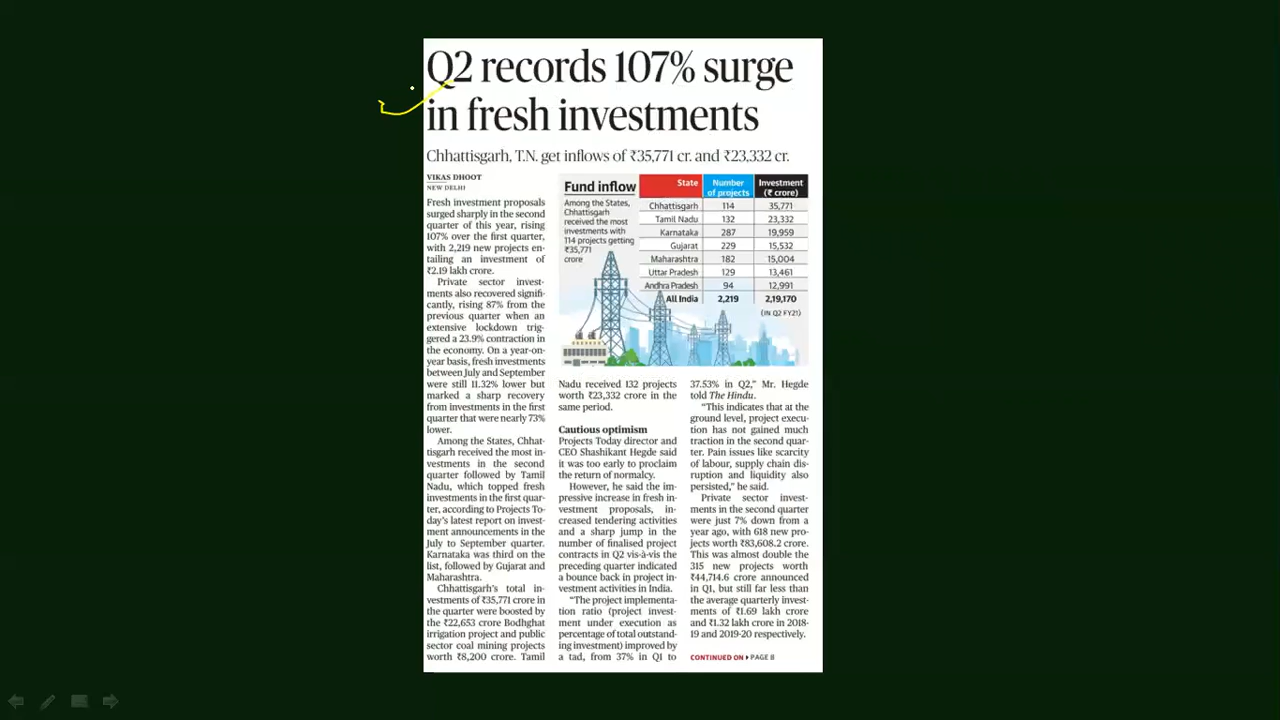 Q2 records 107% surge
in fresh investments
Chhattisgarh, T.N. get inflows of ₹35,771 cr. and ₹23,332 cr.
VIKAS DHOOT
NEW DELHI
Fresh investment proposals
surged sharply in the second
quarter of this year, rising
107% over the first quarter,
with 2,219 new projects en-
tailing an investment of
₹2.19 lakh crore.
Private sector invest-
ments also recovered signifi-
cantly, rising 87% from the
previous quarter when an
extensive lockdown trig-
gered a 23.9% contraction in
the economy. On a year-on-
year basis, fresh investments
between July and September
were still 11.32% lower but
marked a sharp recovery
from investments in the first
quarter that were nearly 73%
lower.
Among the States, Chhat-
tisgarh received the most in-
vestments in the second
quarter followed by Tamil
Nadu, which topped fresh
investments in the first quar-
ter, according to Projects To-
day's latest report on invest-
ment announcements in the
July to September quarter.
Karnataka was third on the
list, followed by Gujarat and
Maharashtra.
Chhattisgarh's total in-
vestments of ₹35,771 crore in
the quarter were boosted by
the ₹22,653 crore Bodhghat
irrigation project and public
sector coal mining projects
worth ₹8,200 crore. Tamil
Fund inflow
Among the States,
Chhattisgarh
received the most
investments with
114 projects getting
₹35,771
crore
State Number of projects Investment (₹ crore)
Chhattisgarh 114 35,771
Tamil Nadu 132 23,332
Karnataka 287 19,959
Gujarat 229 15,532
Maharashtra 182 15,004
Uttar Pradesh 129 13,461
Andhra Pradesh 94 12,991
All India 2,219 2,19,170
(IN Q2 FY21)
Nadu received 132 projects
worth ₹23,332 crore in the
same period.
Cautious optimism
Projects Today director and
CEO Shashikant Hegde said
it was too early to proclaim
the return of normalcy.
However, he said the im-
pressive increase in fresh in-
vestment proposals, in-
creased tendering activities
and a sharp jump in the
number of finalised project
contracts in Q2 vis-à-vis the
preceding quarter indicated
a bounce back in project in-
vestment activities in India.
"The project implementa-
tion ratio (project invest-
ment under execution as
percentage of total outstand-
ing investment) improved by
a tad, from 37% in Q1 to
37.53% in Q2," Mr. Hegde
told The Hindu.
"This indicates that at the
ground level, project execu-
tion has not gained much
traction in the second quar-
ter. Pain issues like scarcity
of labour, supply chain dis-
ruption and liquidity also
persisted," he said.
Private sector invest-
ments in the second quarter
were just 7% down from a
year ago, with 618 new pro-
jects worth ₹83,608.2 crore.
This was almost double the
315 new projects worth
₹44,714.6 crore announced
in Q1, but still far less than
the average quarterly invest-
ments of ₹1.69 lakh crore
and ₹1.32 lakh crore in 2018-
19 and 2019-20 respectively.
CONTINUED ON PAGE 8